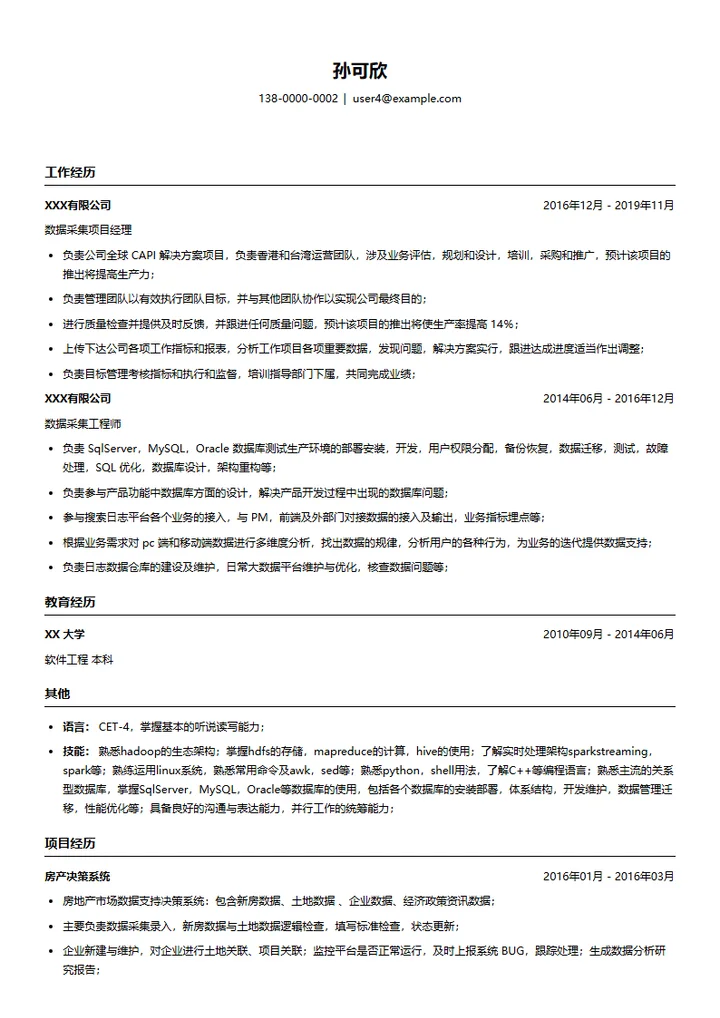 孙可欣
138-0000-0002 | user4@example.com
工作经历
XXX有限公司 2016年12月 - 2019年11月
数据采集项目经理
• 负责公司全球 CAPI 解决方案项目，负责香港和台湾运营团队，涉及业务评估，规划和设计，培训，采购和推广，预计该项目的
推出将提高生产力；
• 负责管理团队以有效执行团队目标，并与其他团队协作以实现公司最终目的；
• 进行质量检查并提供及时反馈，并跟进任何质量问题，预计该项目的推出将使生产率提高 14%；
• 上传下达公司各项工作指标和报表，分析工作项目各项重要数据，发现问题，解决方案实行，跟进达成进度适当作出调整；
• 负责目标管理考核指标和执行和监督，培训指导部门下属，共同完成业绩；
XXX有限公司 2014年06月 - 2016年12月
数据采集工程师
• 负责 SqlServer，MySQL，Oracle 数据库测试生产环境的部署安装，开发，用户权限分配，备份恢复，数据迁移，测试，故障
处理，SQL 优化，数据库设计，架构重构等；
• 负责参与产品功能中数据库方面的设计，解决产品开发过程中出现的数据库问题；
• 参与搜索日志平台各个业务的接入，与 PM，前端及外部门对接数据的接入及输出，业务指标埋点等；
• 根据业务需求对 pc 端和移动端数据进行多维度分析，找出数据的规律，分析用户的各种行为，为业务的迭代提供数据支持；
• 负责日志数据仓库的建设及维护，日常大数据平台维护与优化，核查数据问题等；
教育经历
XX 大学 2010年09月 - 2014年06月
软件工程 本科
其他
• 语言： CET-4，掌握基本的听说读写能力；
• 技能： 熟悉hadoop的生态架构；掌握hdfs的存储，mapreduce的计算，hive的使用；了解实时处理架构sparkstreaming，
spark等；熟练运用linux系统，熟悉常用命令及awk，sed等；熟悉python，shell用法，了解C++等编程语言；熟悉主流的关系
型数据库，掌握SqlServer，MySQL，Oracle等数据库的使用，包括各个数据库的安装部署，体系结构，开发维护，数据管理迁
移，性能优化等；具备良好的沟通与表达能力，并行工作的统筹能力；
项目经历
房产决策系统 2016年01月 - 2016年03月
• 房地产市场数据支持决策系统：包含新房数据、土地数据 、企业数据、经济政策资讯数据；
• 主要负责数据采集录入，新房数据与土地数据逻辑检查，填写标准检查，状态更新；
• 企业新建与维护，对企业进行土地关联、项目关联；监控平台是否正常运行，及时上报系统 BUG，跟踪处理；生成数据分析研
究报告；